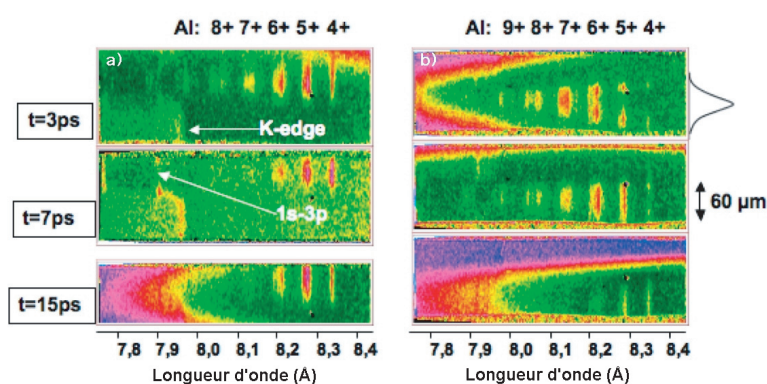 Al: 8+ 7+ 6+ 5+ 4+
Al: 9+ 8+ 7+ 6+ 5+ 4+
a)
b)
t=3ps
K-edge
t=7ps
1s-3p
60 µm
t=15ps
7,8 7,9 8,0 8,1 8,2 8,3 8,4
7,8 7,9 8,0 8,1 8,2 8,3 8,4
Longueur d'onde (Å)
Longueur d'onde (Å)